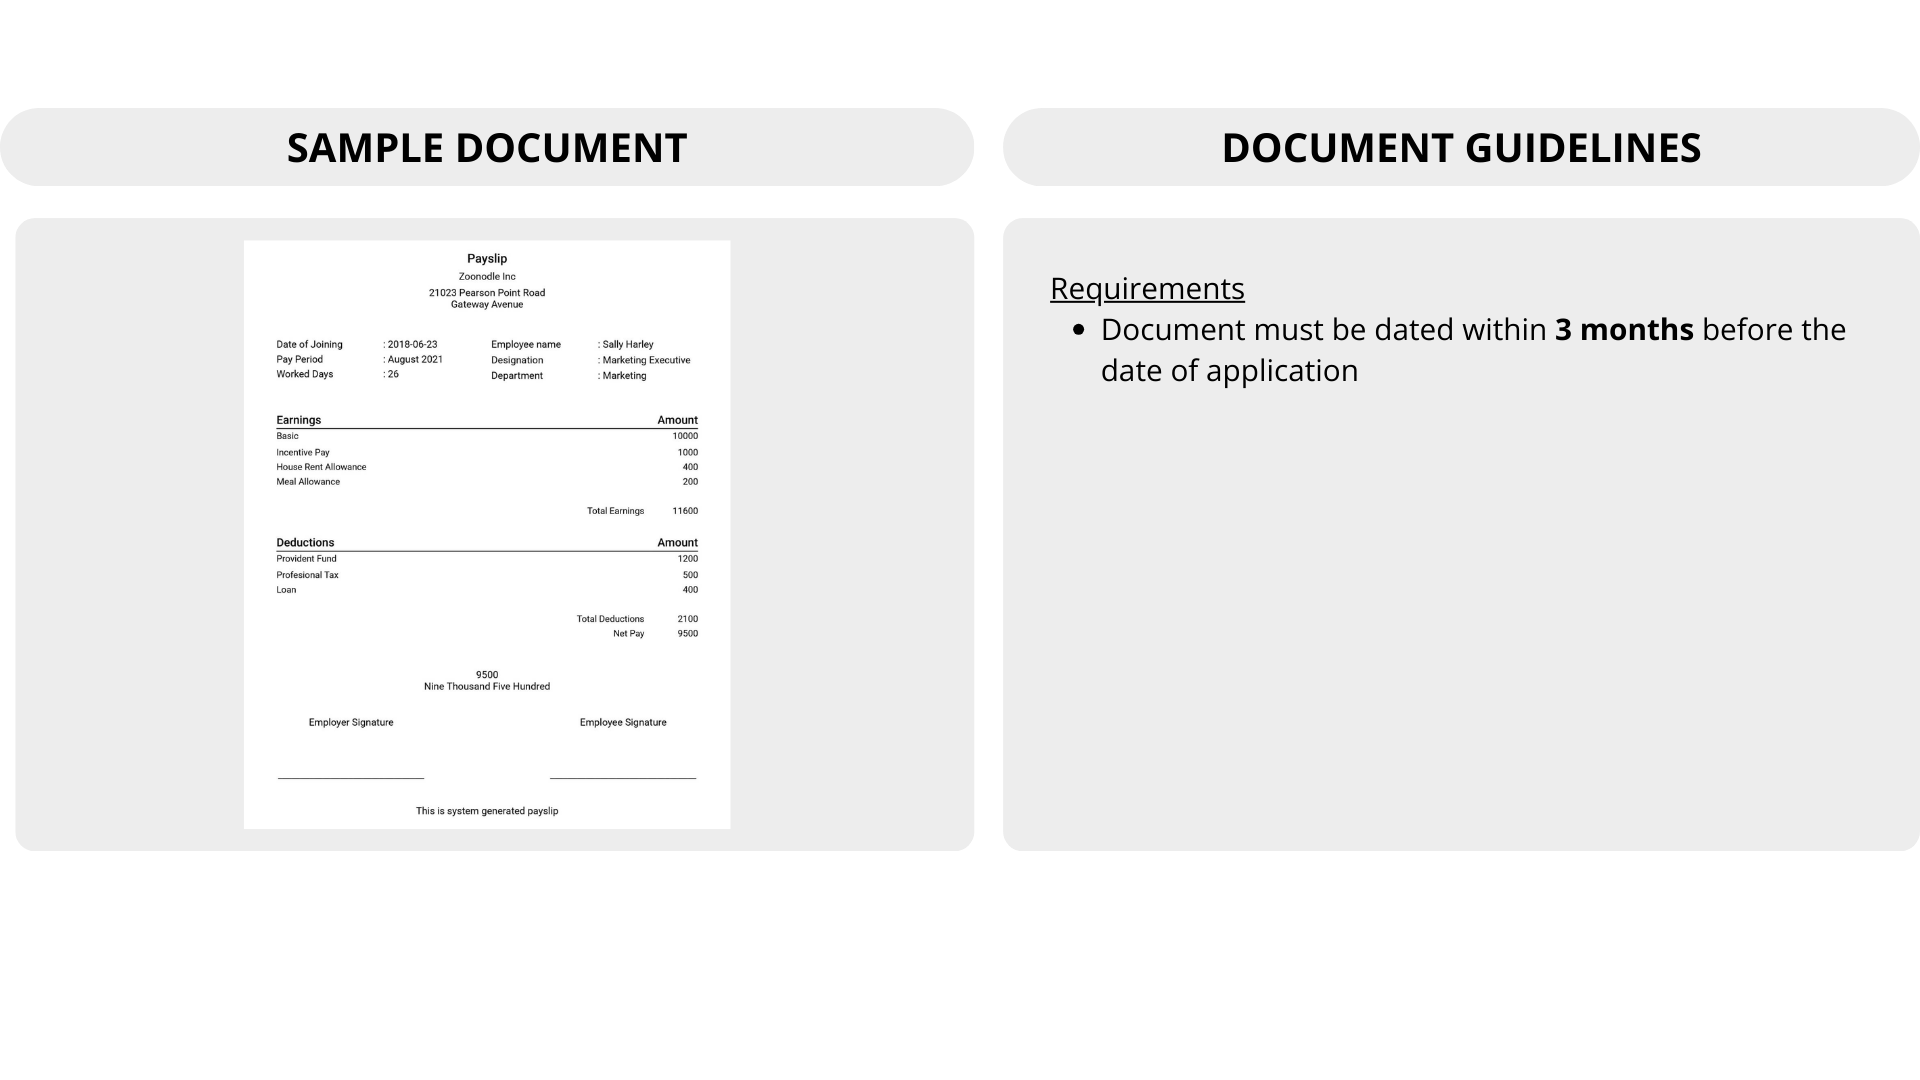 SAMPLE DOCUMENT
DOCUMENT GUIDELINES
Payslip
Zoonodle Inc
21023 Pearson Point Road
Gateway Avenue
Date of Joining : 2018-06-23 Employee name : Sally Harley
Pay Period : August 2021 Designation : Marketing Executive
Worked Days : 26 Department : Marketing
Earnings Amount
Basic 10000
Incentive Pay 1000
House Rent Allowance 400
Meal Allowance 200
Total Earnings 11600
Deductions Amount
Provident Fund 1200
Profesional Tax 500
Loan 400
Total Deductions 2100
Net Pay 9500
9500
Nine Thousand Five Hundred
Employer Signature Employee Signature
This is system generated payslip
Requirements
• Document must be dated within 3 months before the
date of application